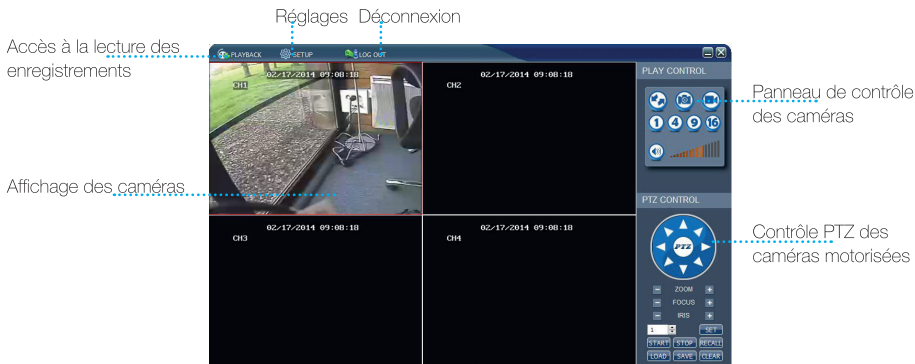 Réglages Déconnexion
Accès à la lecture des
enregistrements
PLAYBACK SETUP LOG OUT
02/17/2014 09:08:18
CH1
02/17/2014 09:08:18
CH2
PLAY CONTROL
1 4 9 16
Panneau de contrôle
des caméras
Affichage des caméras
02/17/2014 09:08:18
CH3
02/17/2014 09:08:18
CH4
PTZ CONTROL
PTZ
Contrôle PTZ des
caméras motorisées
- ZOOM +
- FOCUS +
- IRIS +
1 SET
START STOP RECALL
LOAD SAVE CLEAR